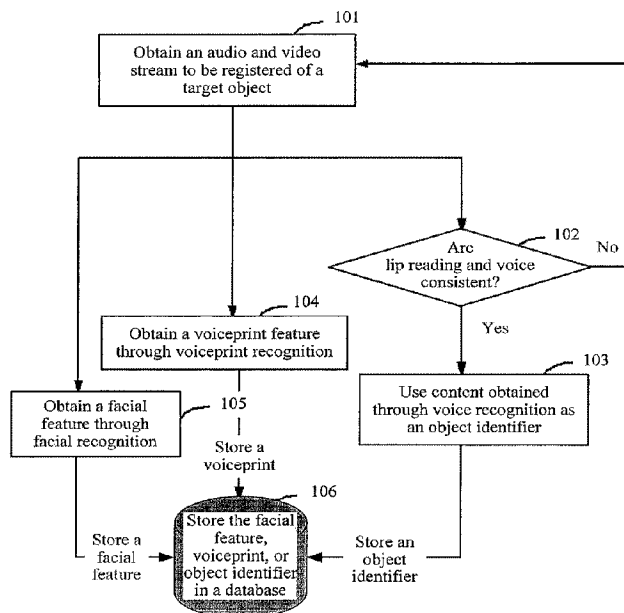 101
Obtain an audio and video
stream to be registered of a
target object
102
Are
lip reading and voice
consistent?
No
Yes
104
Obtain a voiceprint feature
through voiceprint recognition
103
Use content obtained
through voice recognition as
an object identifier
105
Obtain a facial
feature through
facial recognition
Store a
voiceprint
106
Store the facial
feature,
voiceprint, or
object identifier
in a database
Store a
facial
feature
Store an
object
identifier